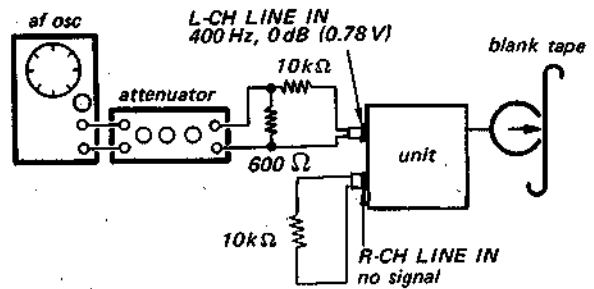 af osc
L-CH LINE IN
400 Hz, 0 dB (0.78 V)
blank tape
attenuator
10kΩ
600 Ω
unit
10kΩ
R-CH LINE IN
no signal